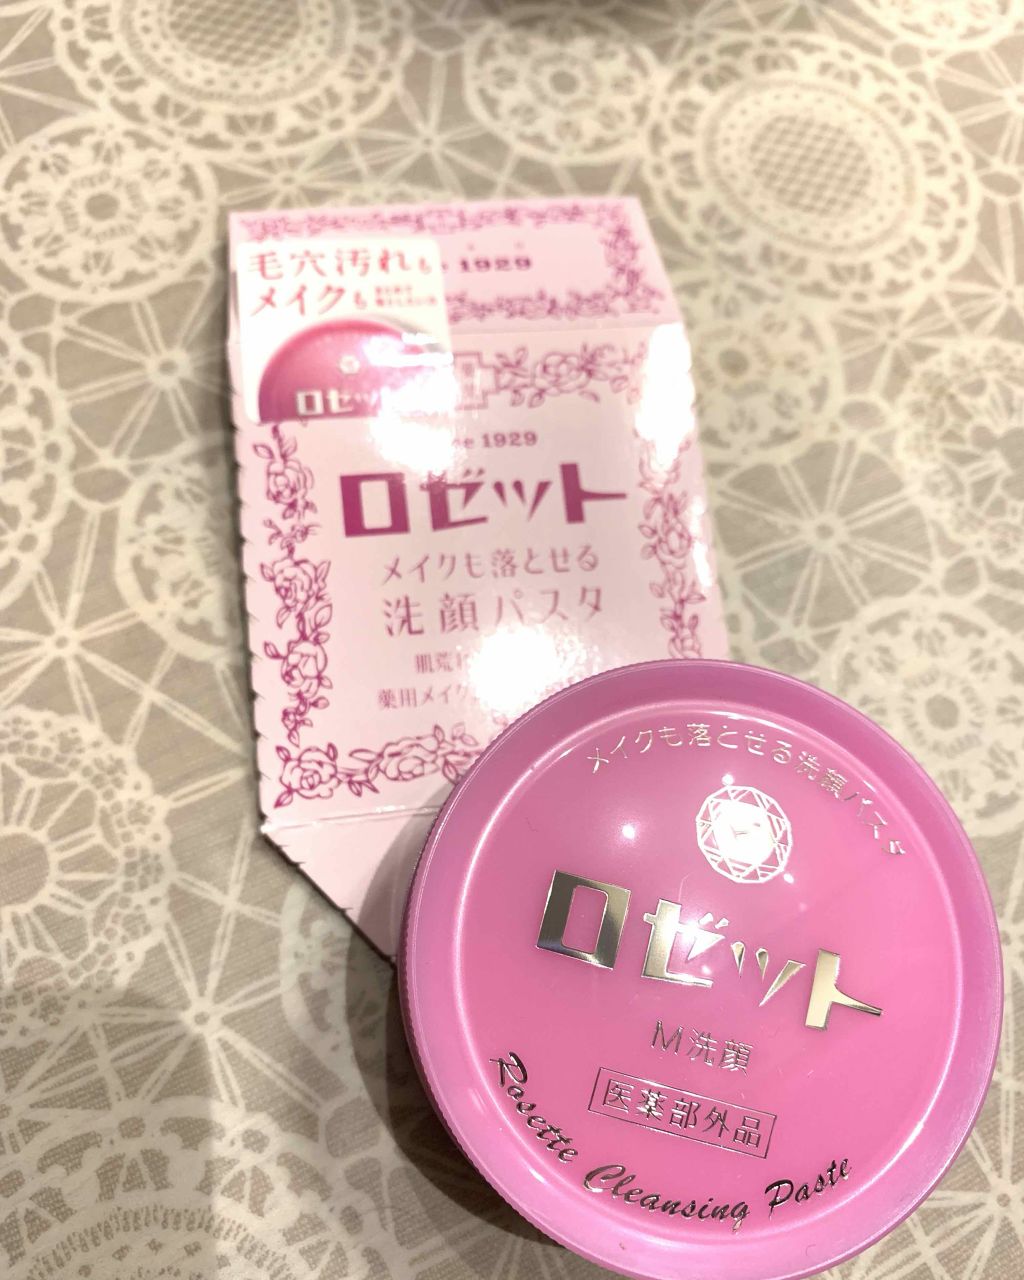 毛穴汚れも
メイクも
ロゼッ
1929
1929
ロゼット
メイクも落とせる
洗顔パスタ
肌荒
薬用メイク
メイクも落とせる洗顔パスタ
ロゼット
M洗顔
医薬部外品
Rosette Cleansing Paste